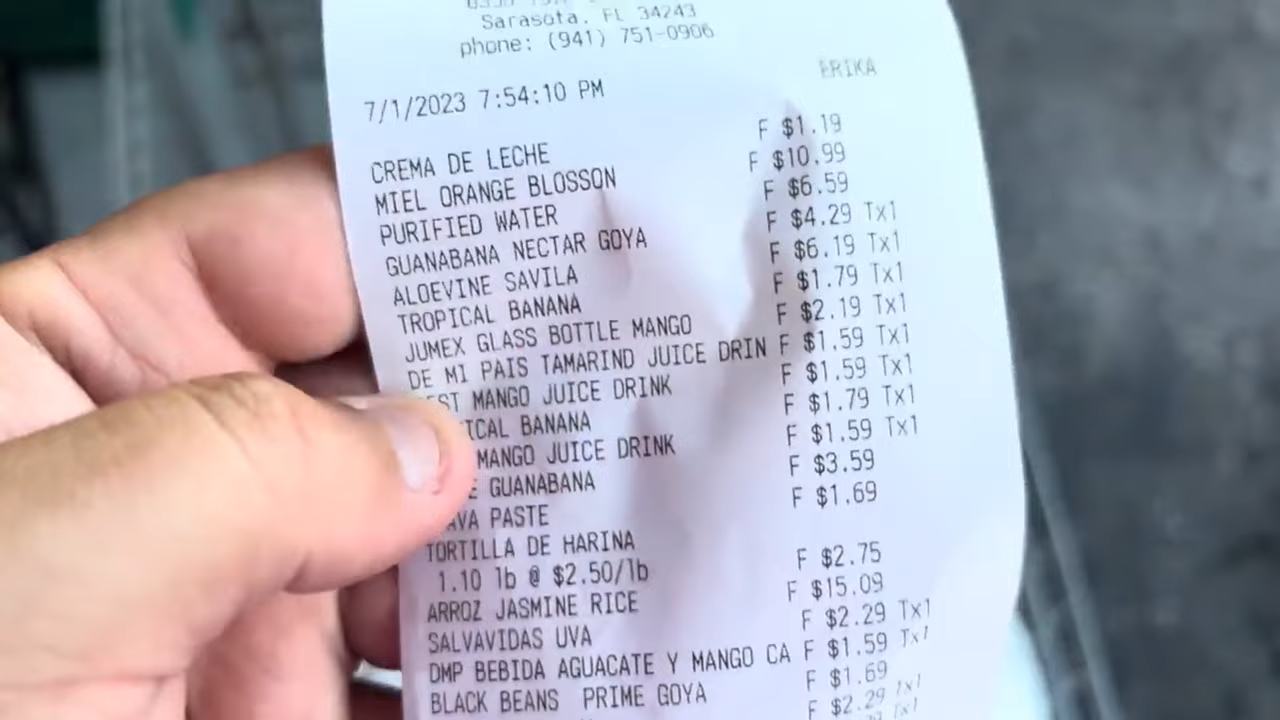 Sarasota. FL 34243
phone: (941) 751-0906
ERIKA
7/1/2023 7:54:10 PM
CREMA DE LECHE F $1.19
MIEL ORANGE BLOSSON F $10.99
PURIFIED WATER F $6.59
GUANABANA NECTAR GOYA F $4.29 Tx1
ALOEVINE SAVILA F $6.19 Tx1
TROPICAL BANANA F $1.79 Tx1
JUMEX GLASS BOTTLE MANGO F $2.19 Tx1
DE MI PAIS TAMARIND JUICE DRIN F $1.59 Tx1
EST MANGO JUICE DRINK F $1.59 Tx1
ICAL BANANA F $1.79 Tx1
MANGO JUICE DRINK F $1.59 Tx1
GUANABANA F $3.59
AVA PASTE F $1.69
TORTILLA DE HARINA
1.10 lb @ $2.50/lb F $2.75
ARROZ JASMINE RICE F $15.09
SALVAVIDAS UVA F $2.29 Tx1
DMP BEBIDA AGUACATE Y MANGO CA F $1.59 Tx1
BLACK BEANS PRIME GOYA F $1.69
F $2.29 Tx1